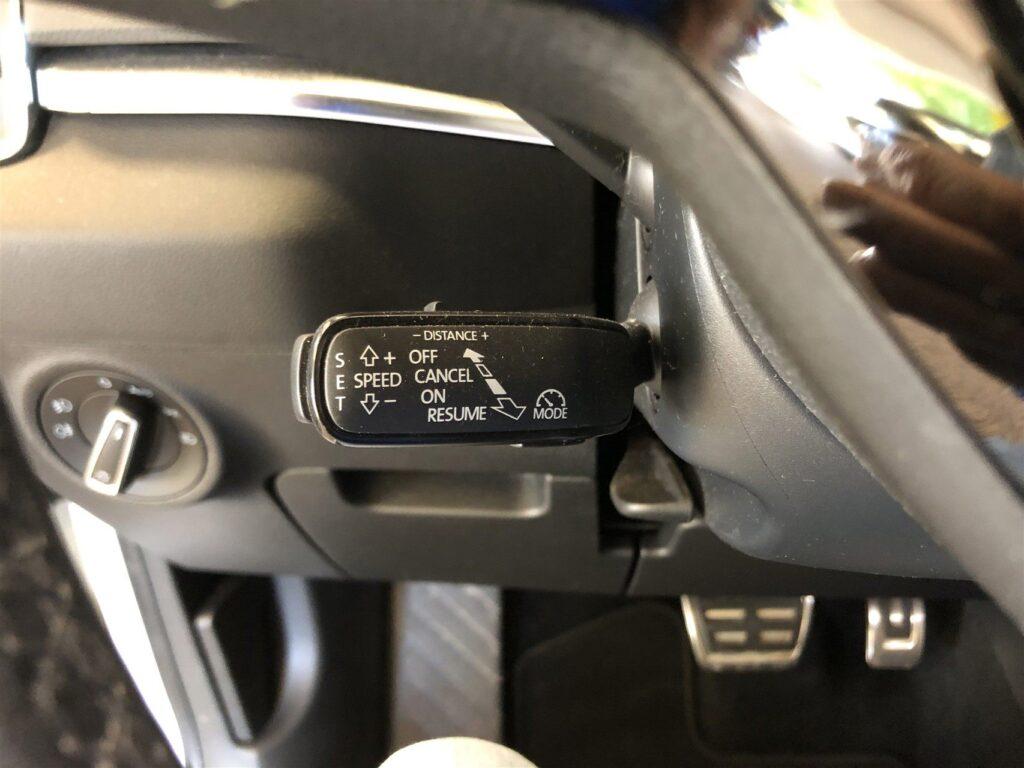 − DISTANCE +
S + OFF
E SPEED CANCEL
T − ON
RESUME
MODE